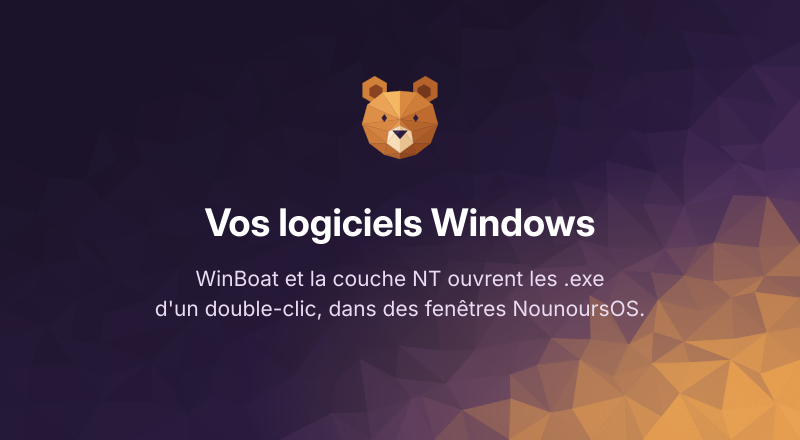 Vos logiciels Windows
WinBoat et la couche NT ouvrent les .exe
d'un double-clic, dans des fenêtres NounoursOS.